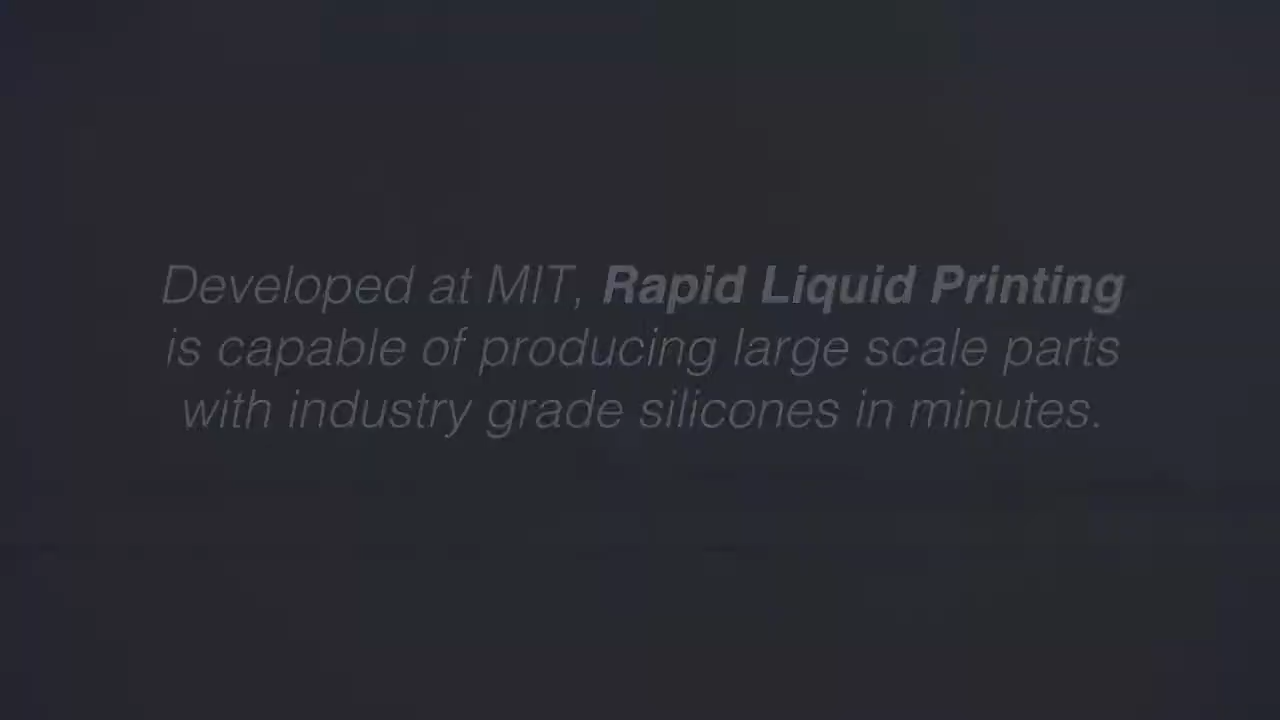 Developed at MIT, Rapid Liquid Printing
is capable of producing large scale parts
with industry grade silicones in minutes.